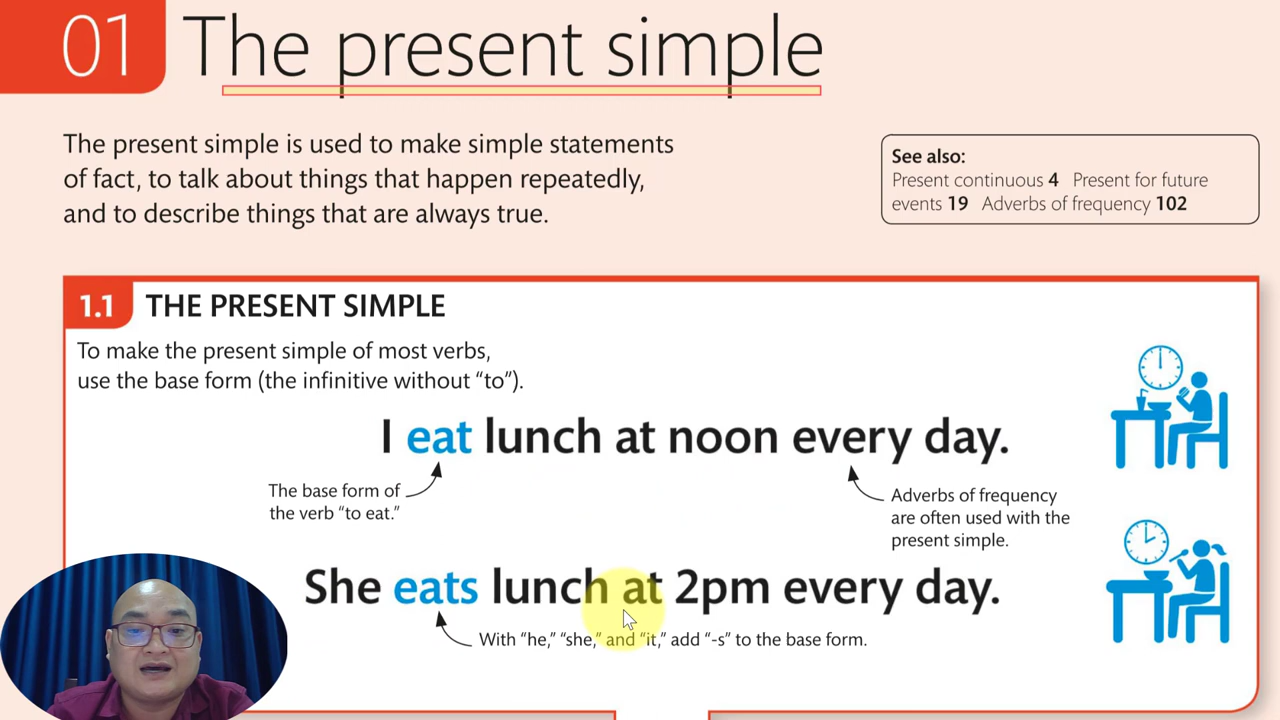 01 The present simple
The present simple is used to make simple statements
of fact, to talk about things that happen repeatedly,
and to describe things that are always true.
See also:
Present continuous 4 Present for future
events 19 Adverbs of frequency 102
1.1 THE PRESENT SIMPLE
To make the present simple of most verbs,
use the base form (the infinitive without “to”).
I eat lunch at noon every day.
The base form of
the verb “to eat.”
Adverbs of frequency
are often used with the
present simple.
She eats lunch at 2pm every day.
With “he,” “she,” and “it,” add “-s” to the base form.